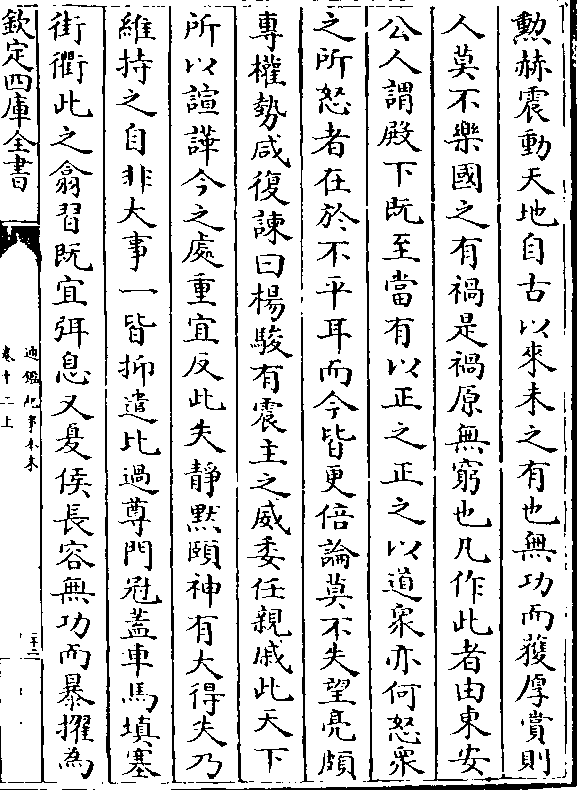 勲赫震動天地自古以來未之有也無功而獲厚賞則
人莫不樂國之有禍是禍原無窮也凡作此者由東安
公人謂殿下既至當有以正之正之以道衆亦何怒衆
之所怒者在於不平耳而今皆更倍論莫不失望亮頗
專權勢咸復諫曰楊駿有震主之威委任親戚此天下
所以諠譁今之處重宜反此失靜黙頤神有大得失乃
維持之自非大事一皆抑遣比過尊門冠蓋車馬填塞
街衢此之翕習既宜弭息又夏侯長容無功而暴擢為
欽定四庫全書
通鑑紀事本末
卷十二上